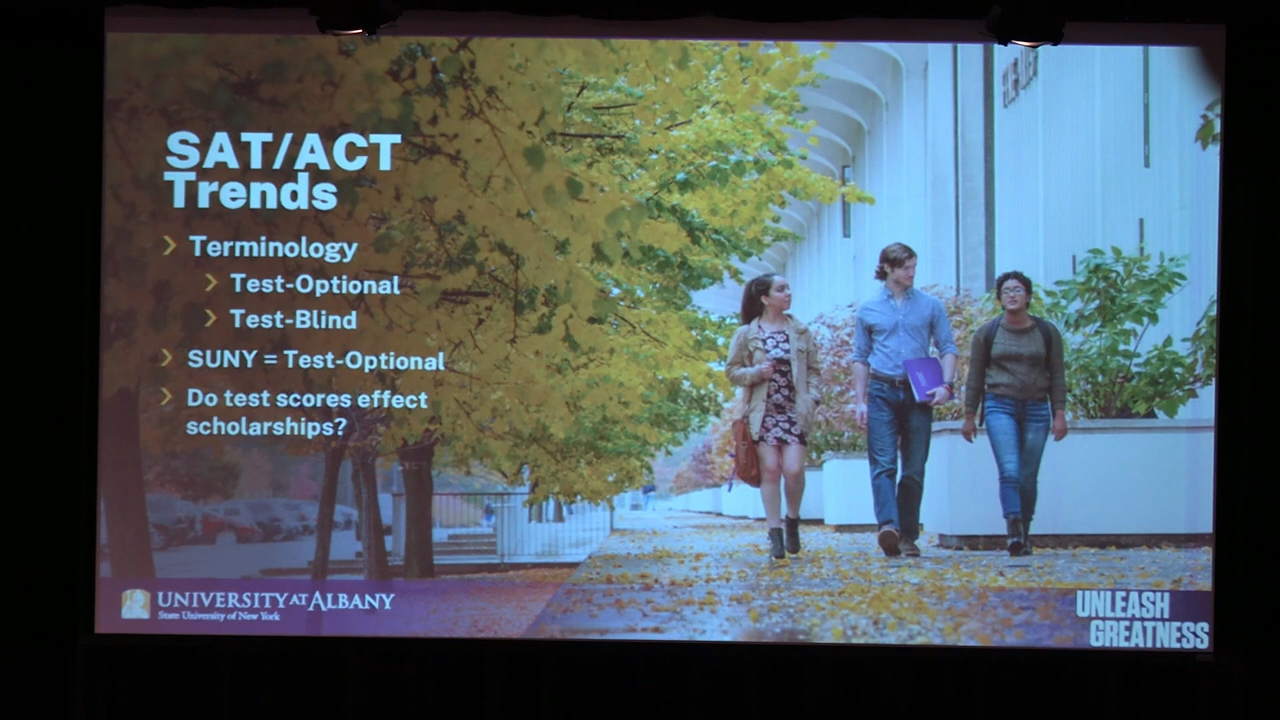 SAT/ACT
Trends
› Terminology
› Test-Optional
› Test-Blind
› SUNY = Test-Optional
› Do test scores effect
scholarships?
UNIVERSITY AT ALBANY
State University of New York
UNLEASH
GREATNESS